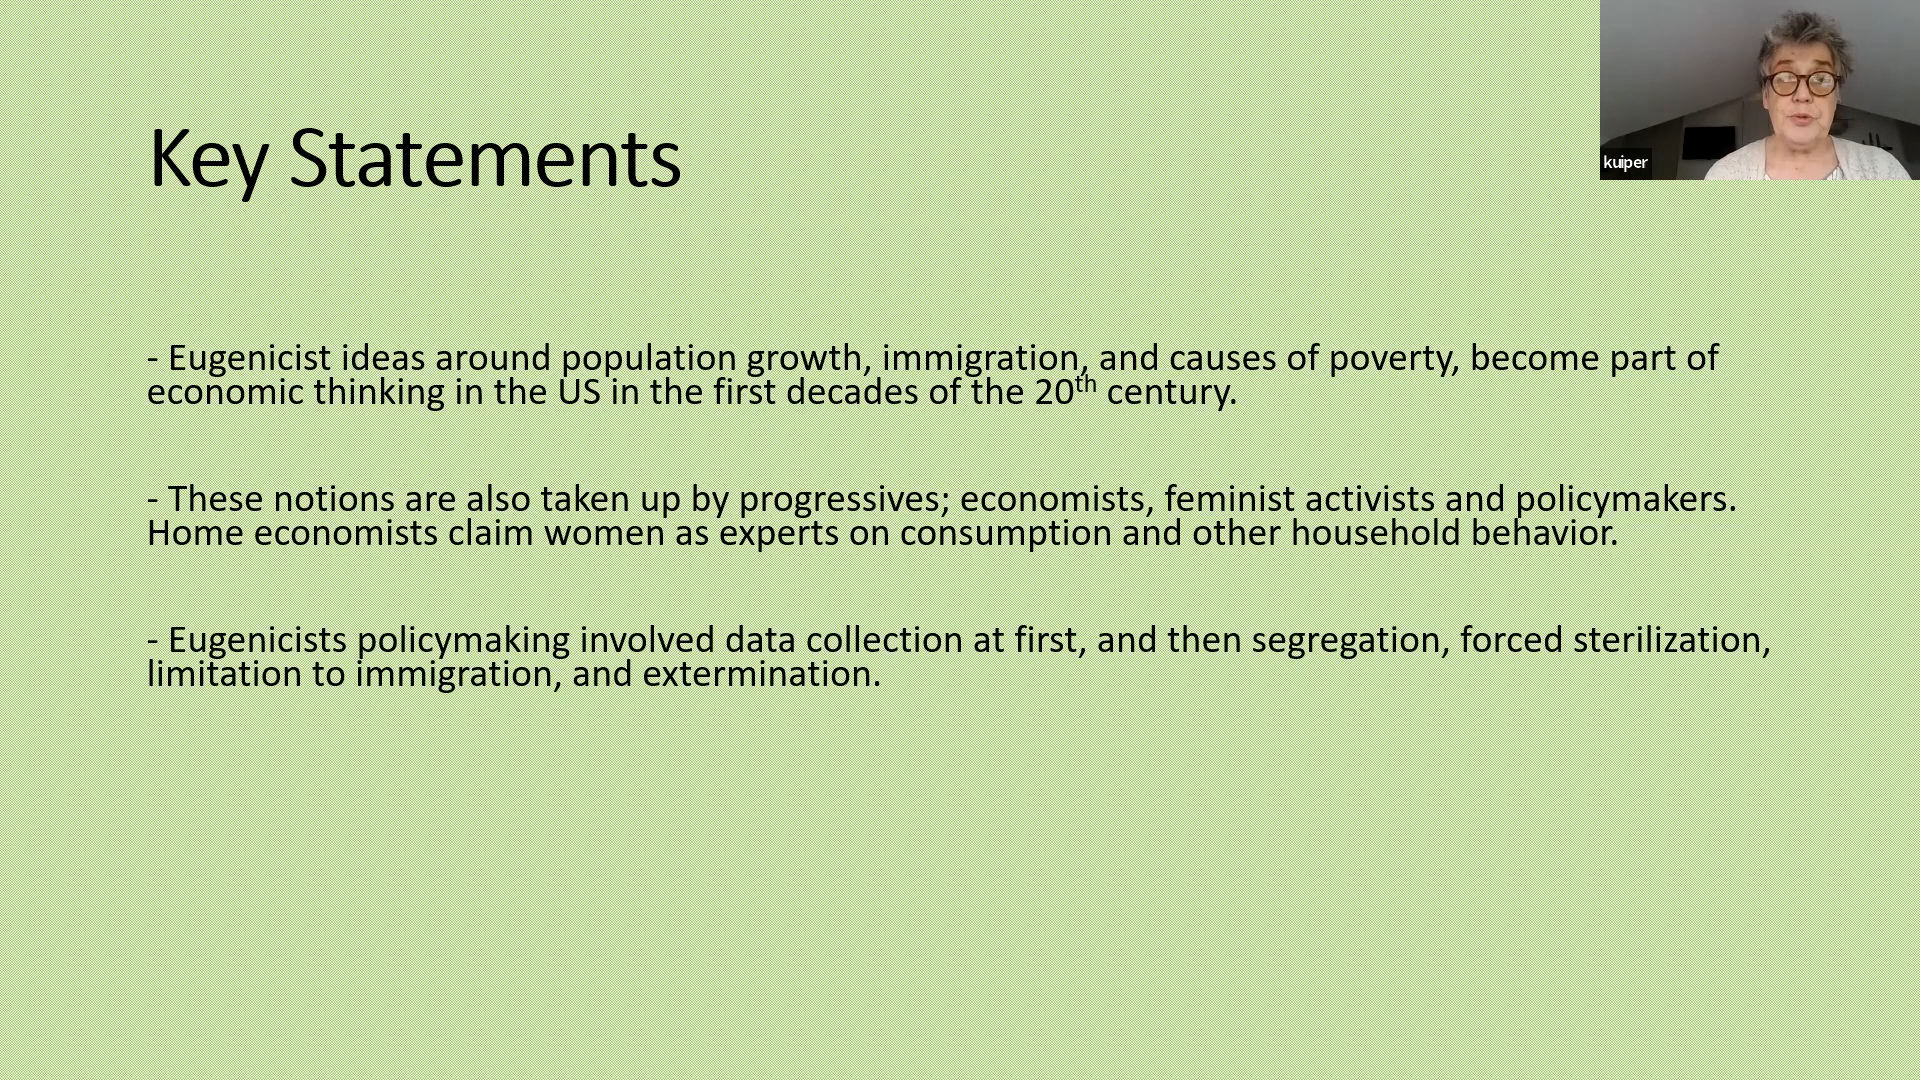 Key Statements
kuiper
- Eugenicist ideas around population growth, immigration, and causes of poverty, become part of
economic thinking in the US in the first decades of the 20th century.
- These notions are also taken up by progressives; economists, feminist activists and policymakers.
Home economists claim women as experts on consumption and other household behavior.
- Eugenicists policymaking involved data collection at first, and then segregation, forced sterilization,
limitation to immigration, and extermination.